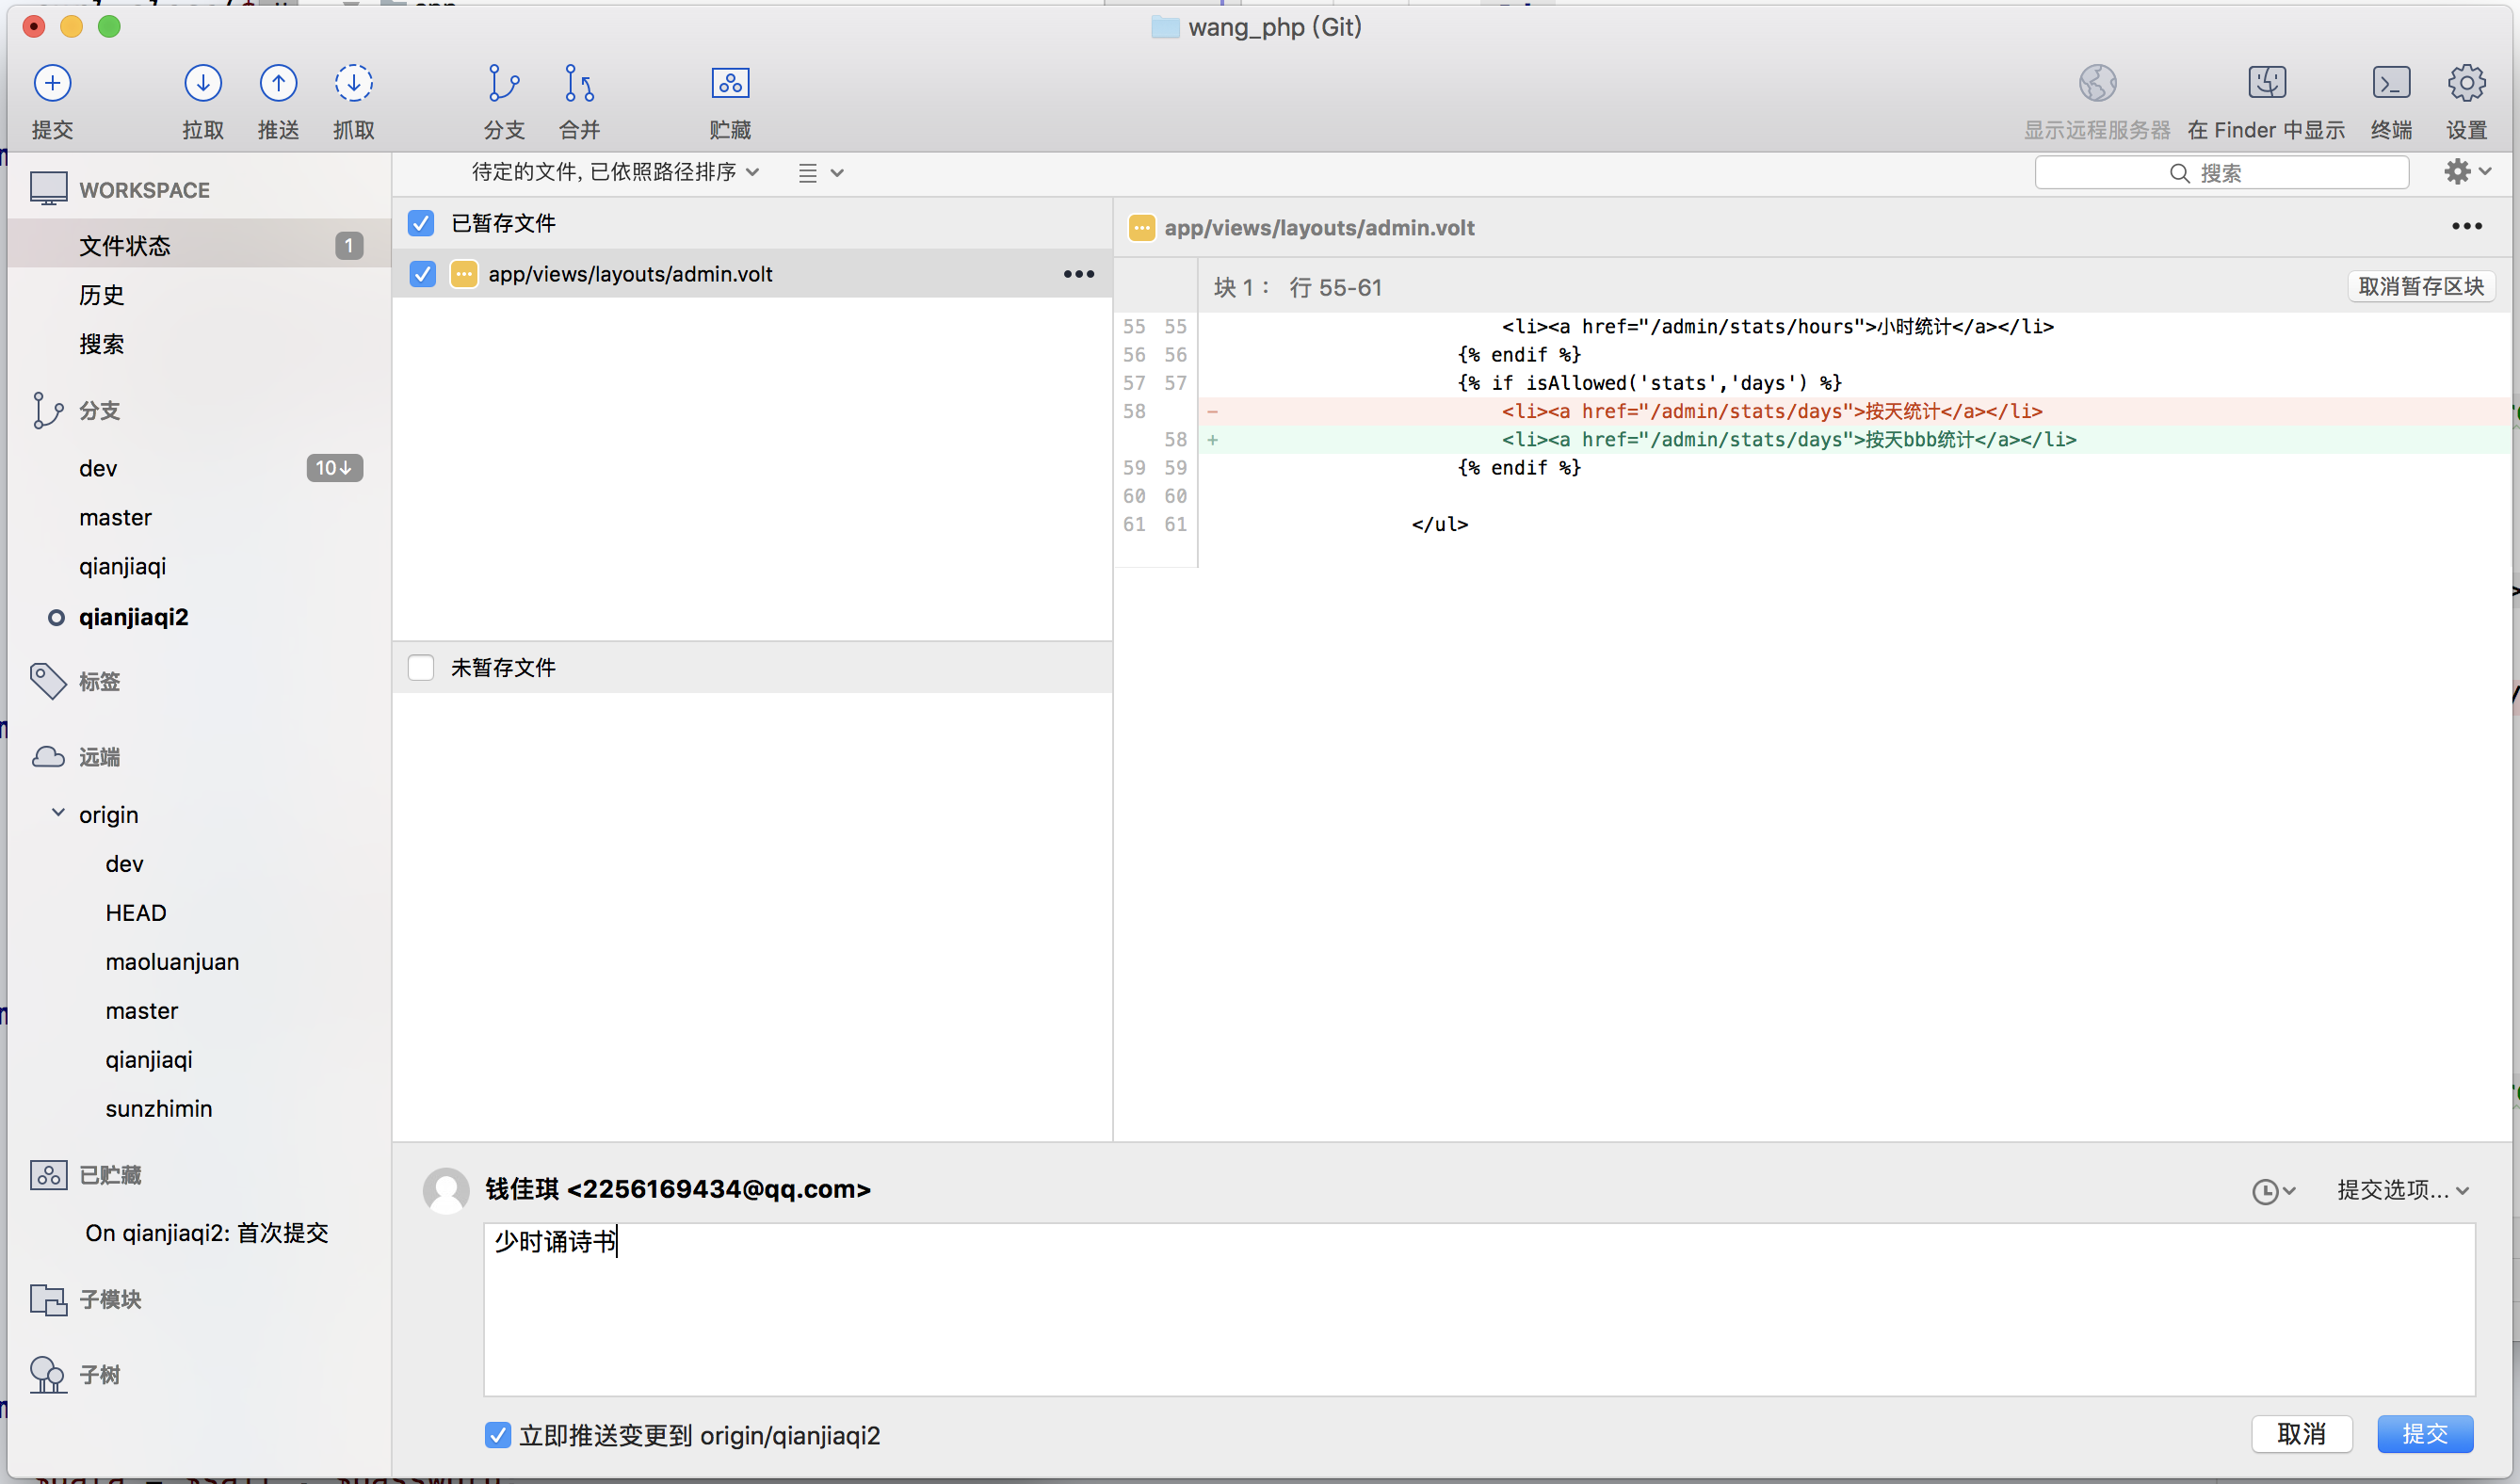 wang_php (Git)
提交 拉取 推送 抓取 分支 合并 贮藏 显示远程服务器 在 Finder 中显示 终端 设置
WORKSPACE
文件状态 1
历史
搜索
分支
dev 10↓
master
qianjiaqi
qianjiaqi2
标签
远端
origin
dev
HEAD
maoluanjuan
master
qianjiaqi
sunzhimin
已贮藏
On qianjiaqi2: 首次提交
子模块
子树
待定的文件, 已依照路径排序
搜索
已暂存文件
app/views/layouts/admin.volt
未暂存文件
app/views/layouts/admin.volt
块 1： 行 55-61
取消暂存区块
55 55 <li><a href="/admin/stats/hours">小时统计</a></li>
56 56 {% endif %}
57 57 {% if isAllowed('stats','days') %}
58 - <li><a href="/admin/stats/days">按天统计</a></li>
58 + <li><a href="/admin/stats/days">按天bbb统计</a></li>
59 59 {% endif %}
60 60
61 61 </ul>
钱佳琪 <2256169434@qq.com>
提交选项...
少时诵诗书
立即推送变更到 origin/qianjiaqi2
取消 提交